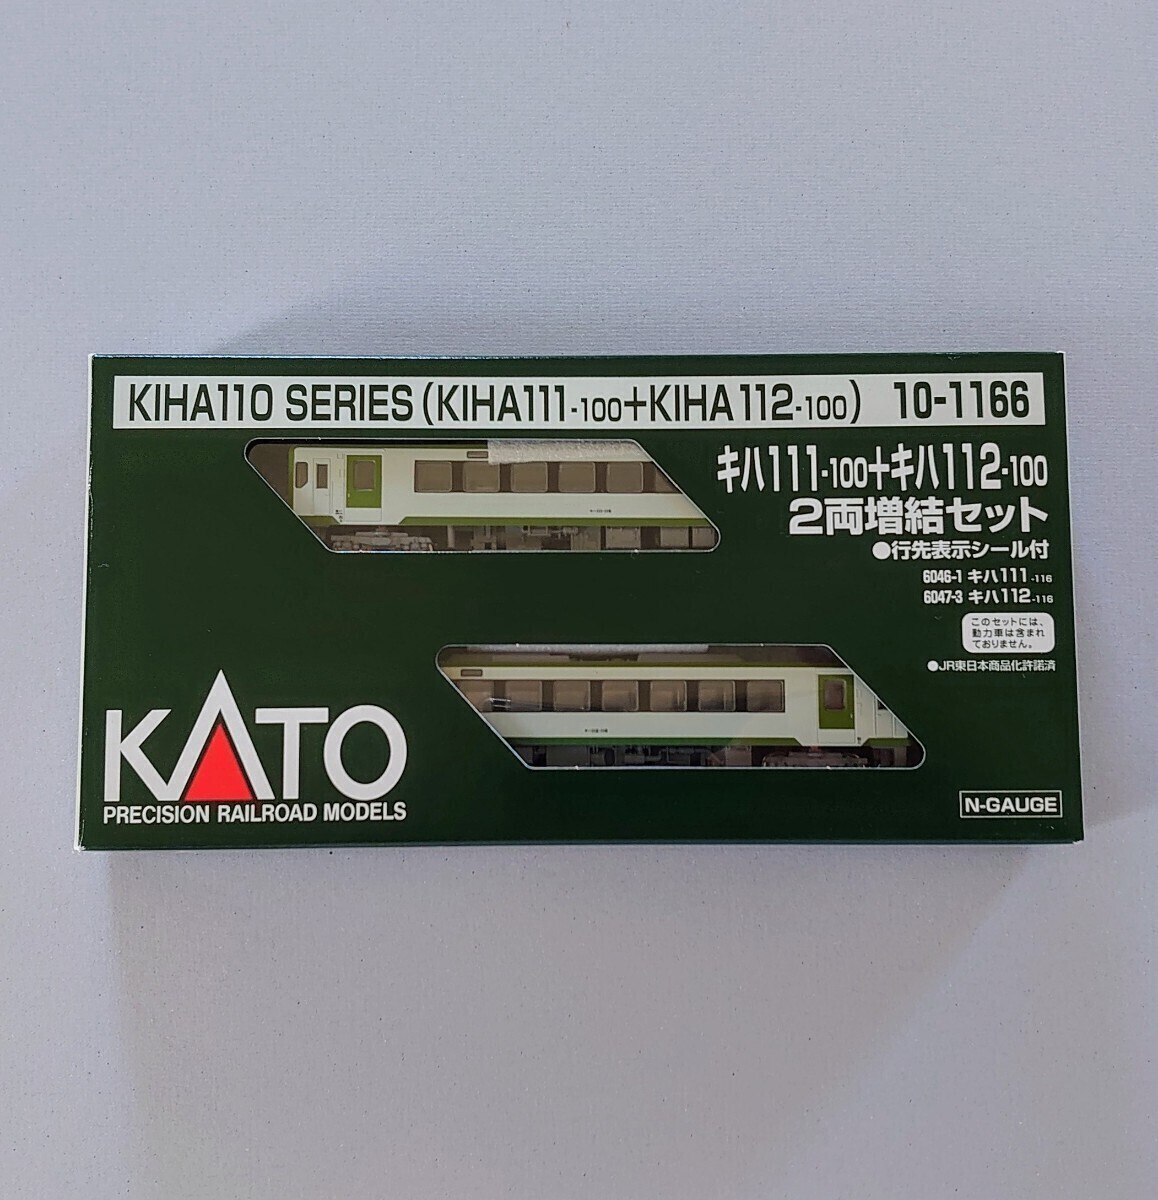 KIHA110 SERIES (KIHA111-100+KIHA112-100) 10-1166
キハ111-100+キハ112-100
2両増結セット
●行先表示シール付
6046-1 キハ111-116
6047-3 キハ112-116
このセットには、
動力車は含まれ
ておりません。
●JR東日本商品化許諾済
KATO
PRECISION RAILROAD MODELS
N-GAUGE